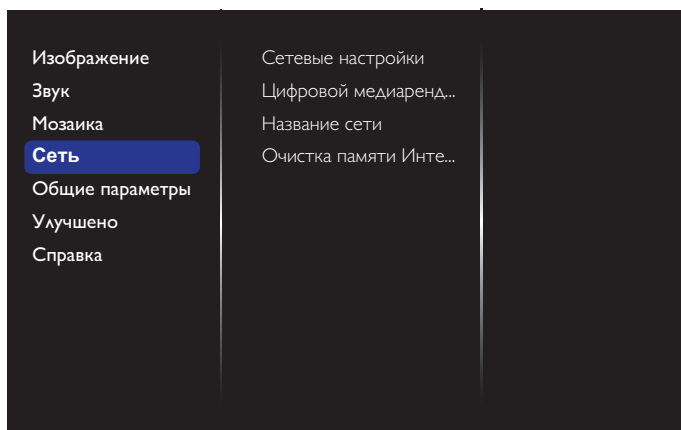 Изображение
Звук
Мозаика
Сеть
Общие параметры
Улучшено
Справка
Сетевые настройки
Цифровой медиаренд...
Название сети
Очистка памяти Инте...